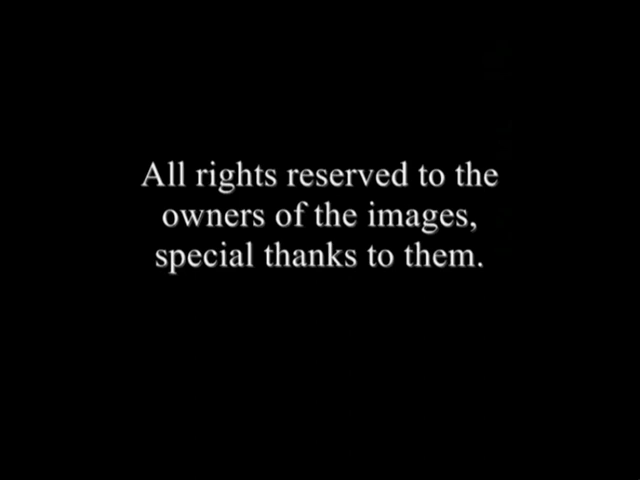 All rights reserved to the
owners of the images,
special thanks to them.